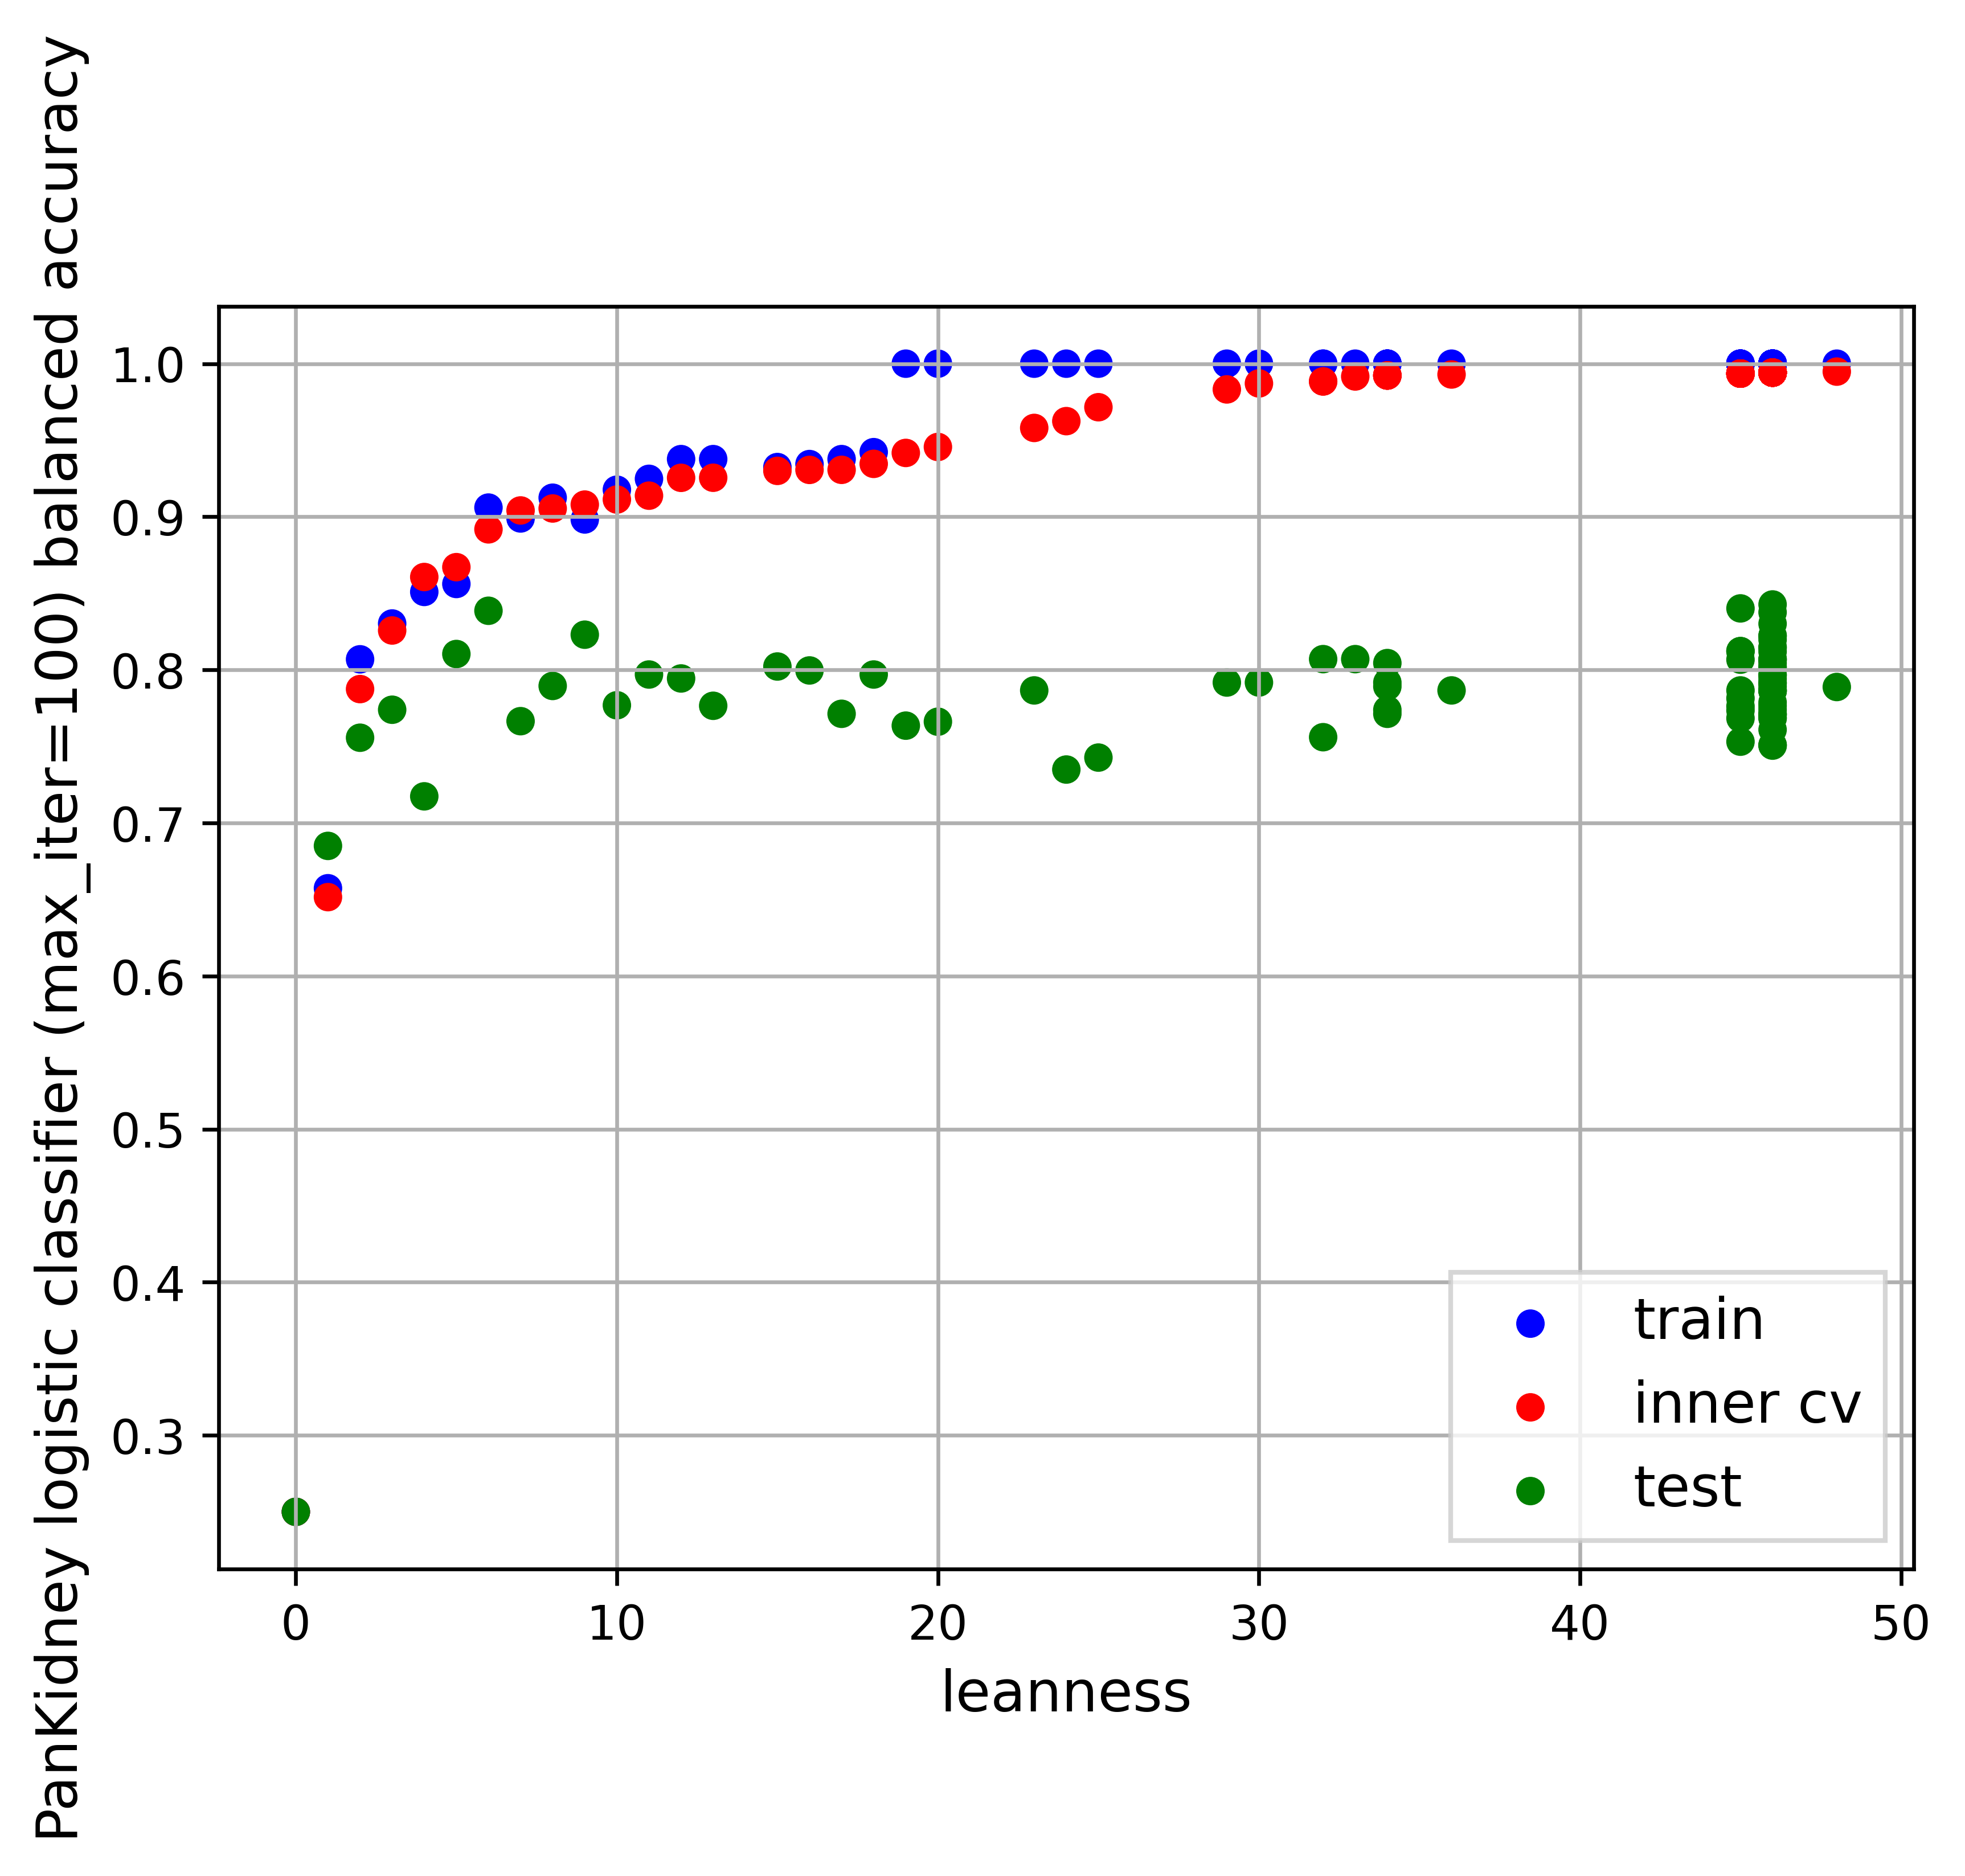 PanKidney logistic classifier (max_iter=100) balanced accuracy
1.0
0.9
0.8
0.7
0.6
0.5
0.4
0.3
train
inner cv
test
0 10 20 30 40 50
leanness